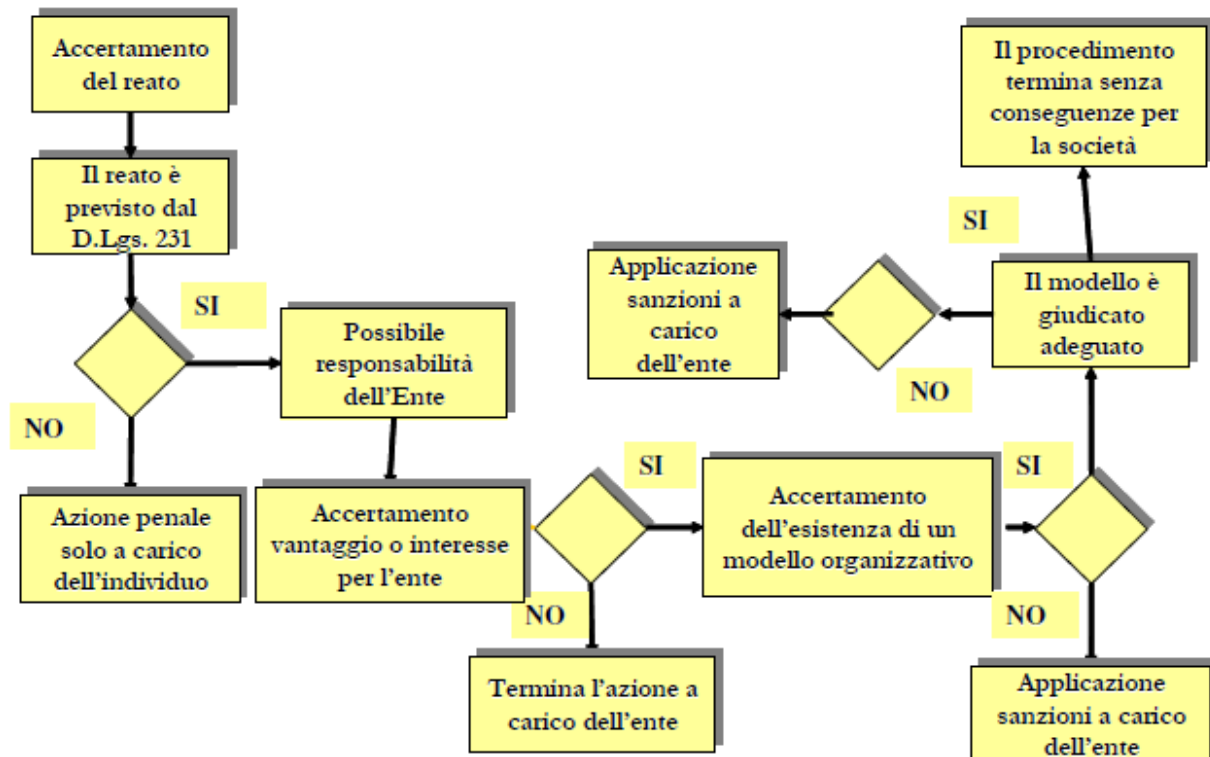 Accertamento
del reato
Il reato è
previsto dal
D.Lgs. 231
SI
NO
Azione penale
solo a carico
dell'individuo
Possibile
responsabilità
dell'Ente
Accertamento
vantaggio o interesse
per l'ente
SI
NO
Termina l'azione a
carico dell'ente
Accertamento
dell'esistenza di un
modello organizzativo
SI
NO
Applicazione
sanzioni a carico
dell'ente
Il modello è
giudicato
adeguato
SI
NO
Applicazione
sanzioni a
carico
dell'ente
Il procedimento
termina senza
conseguenze per
la società